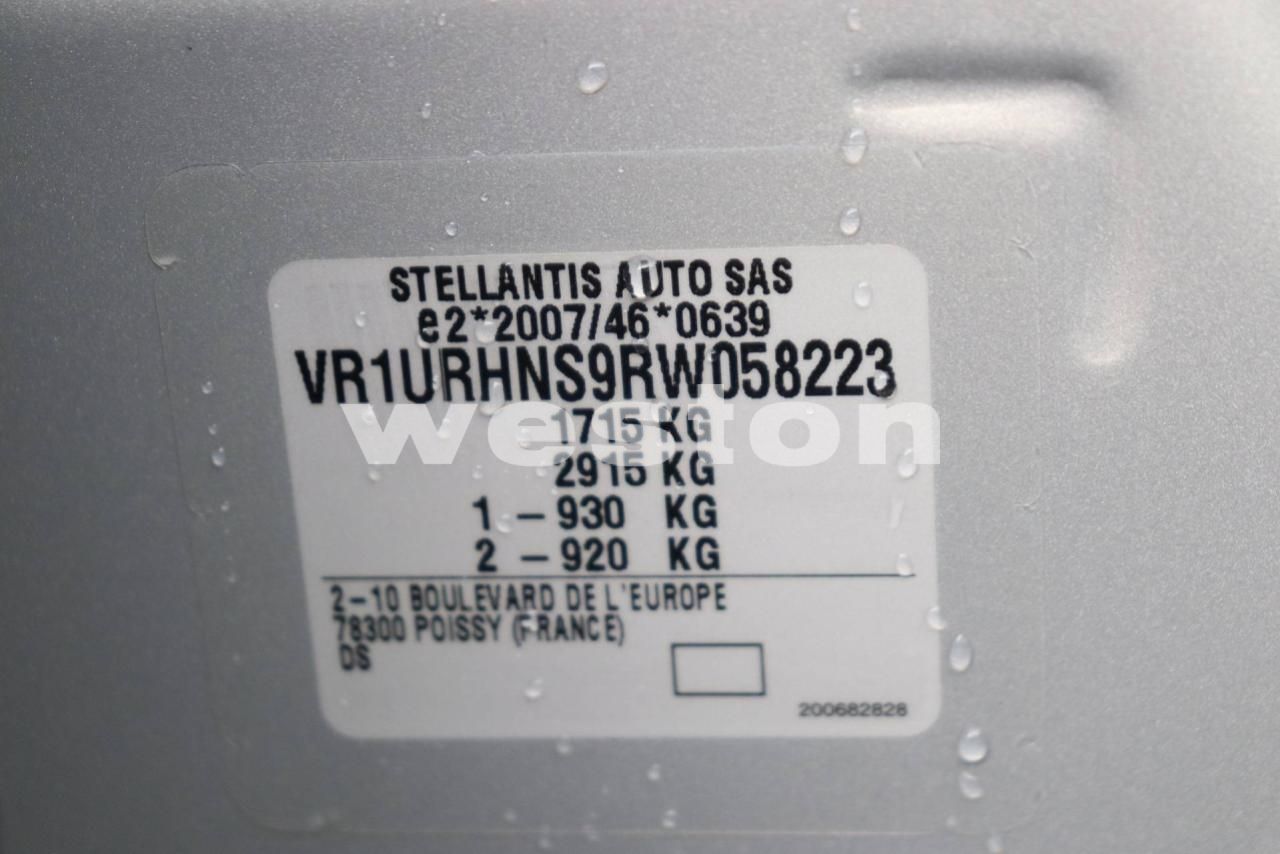 STELLANTIS AUTO SAS
e2*2007/46*0639
VR1URHNS9RW058223
weston
1715 KG
2915 KG
1 – 930 KG
2 – 920 KG
2–10 BOULEVARD DE L'EUROPE
78300 POISSY (FRANCE)
DS
200682828